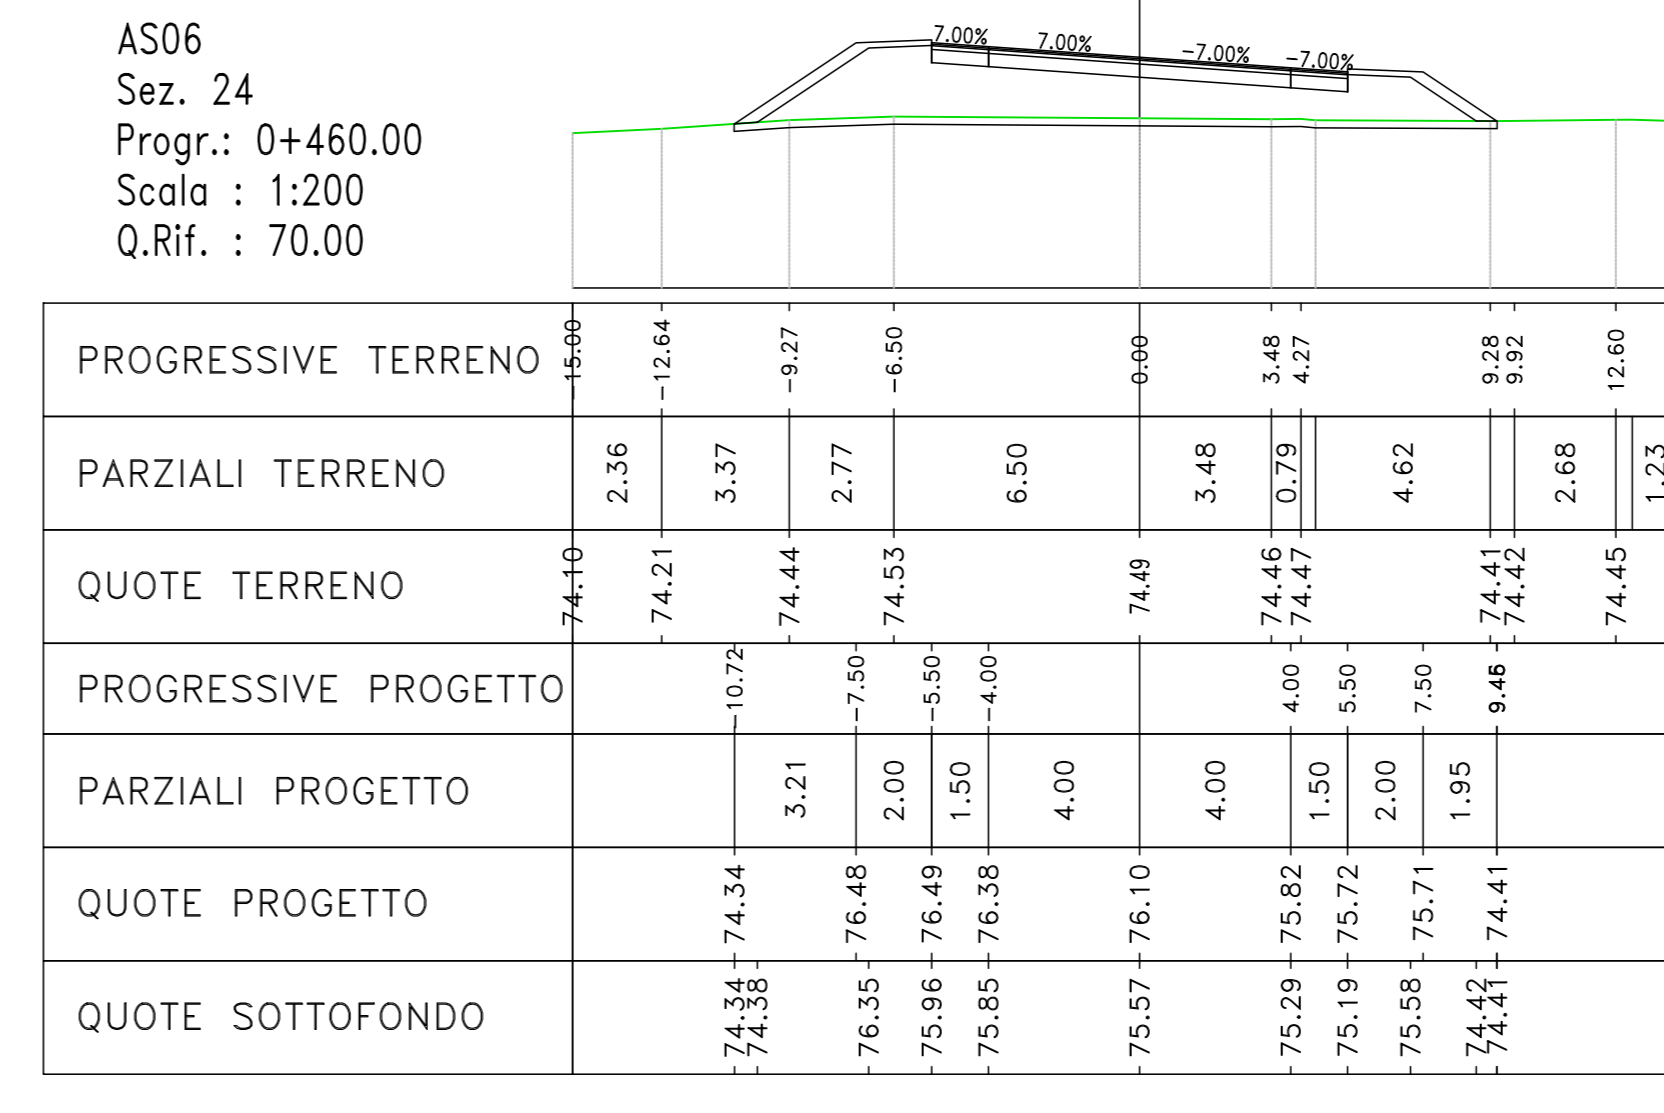 AS06
Sez. 24
Progr.: 0+460.00
Scala : 1:200
Q.Rif. : 70.00
7.00% 7.00% -7.00% -7.00%
PROGRESSIVE TERRENO -15.00 -12.64 -9.27 -6.50 0.00 3.48 4.27 9.28 9.92 12.60
PARZIALI TERRENO 2.36 3.37 2.77 6.50 3.48 0.79 4.62 2.68 1.23
QUOTE TERRENO 74.10 74.21 74.44 74.53 74.49 74.46 74.47 74.41 74.42 74.45
PROGRESSIVE PROGETTO -10.72 -7.50 -5.50 -4.00 4.00 5.50 7.50
PARZIALI PROGETTO 3.21 2.00 1.50 4.00 4.00 1.50 2.00 1.95
QUOTE PROGETTO 74.34 76.48 76.49 76.38 76.10 75.82 75.72 75.71 74.41
QUOTE SOTTOFONDO 74.34 74.38 76.35 75.96 75.85 75.57 75.29 75.19 75.58 74.42 74.41